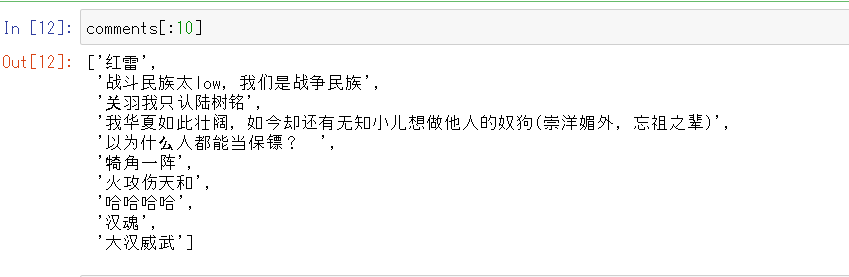 In [12]: comments[:10]
Out[12]: ['红雷',
'战斗民族太low，我们是战争民族',
'关羽我只认陆树铭',
'我华夏如此壮阔，如今却还有无知小儿想做他人的奴狗(崇洋媚外，忘祖之辈)',
'以为什么人都能当保镖？  ',
'犄角一阵',
'火攻伤天和',
'哈哈哈哈',
'汉魂',
'大汉威武']